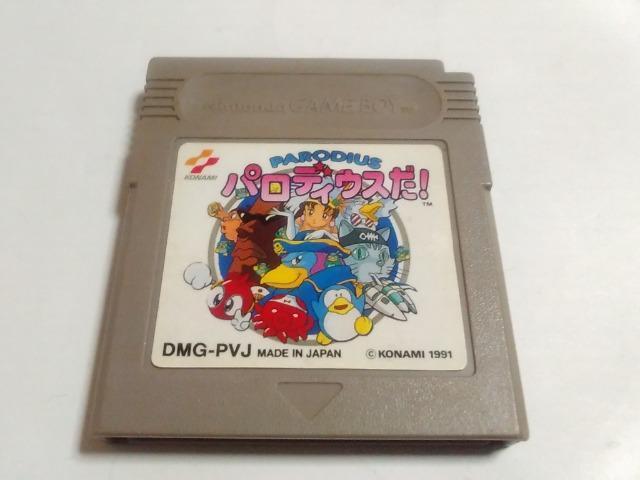 Nintendo GAME BOY™
KONAMI
PARODIUS
パロディウスだ!
TM
DMG-PVJ MADE IN JAPAN © KONAMI 1991